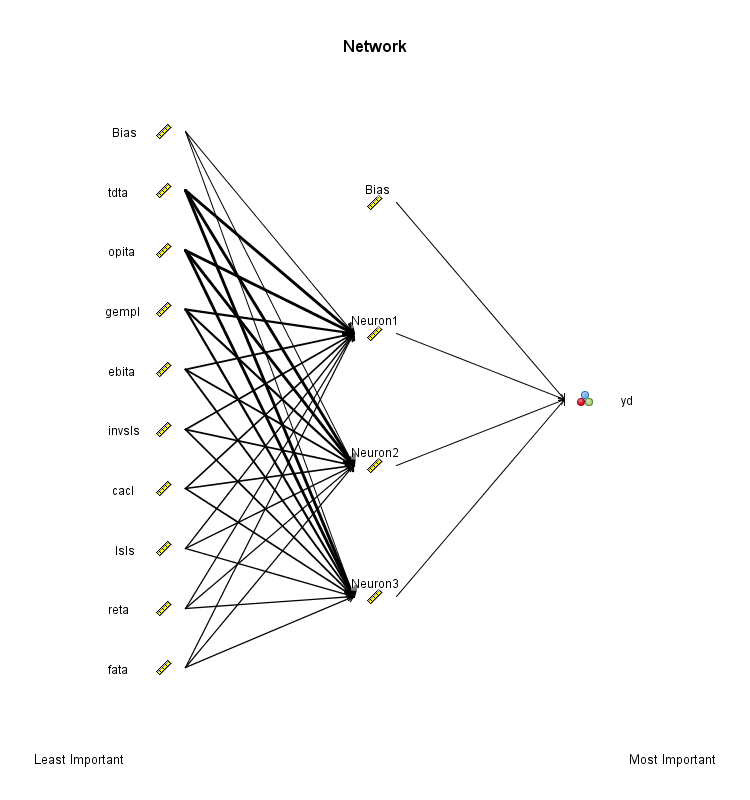 Network
Bias
tdta
opita
gempl
ebita
invsls
cacl
lsls
reta
fata
Bias
Neuron1
Neuron2
Neuron3
yd
Least Important
Most Important